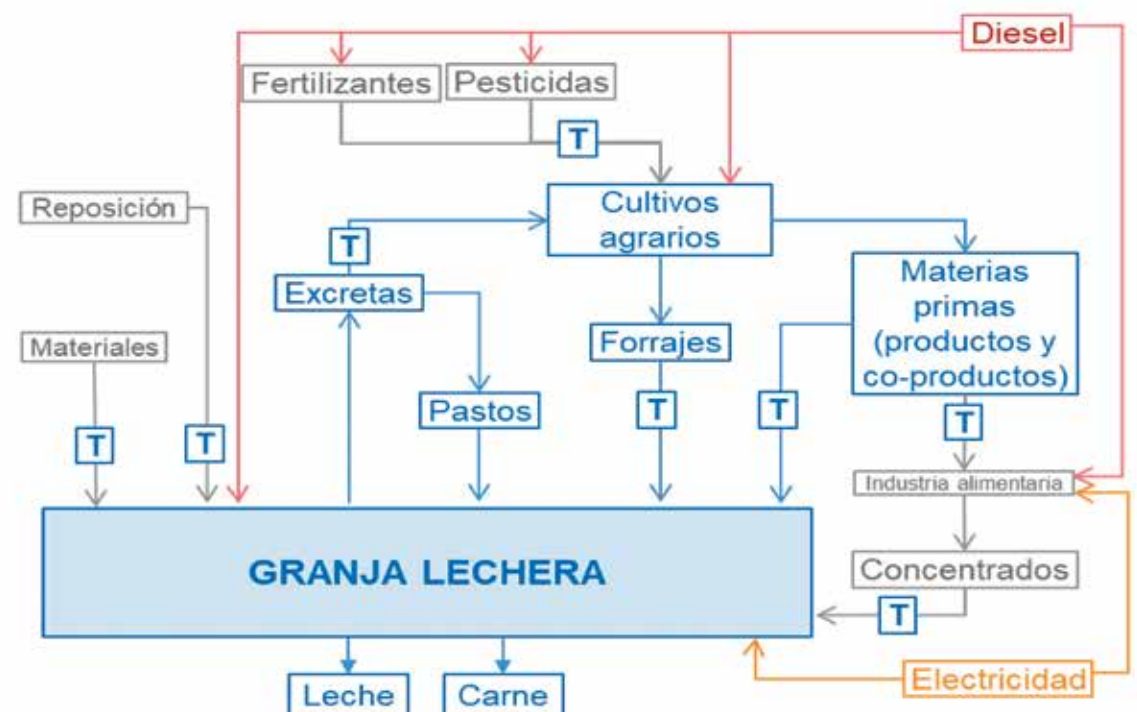 Diesel
Fertilizantes
Pesticidas
T
Reposición
Cultivos
agrarios
T
Excretas
Materias
primas
(productos y
co-productos)
Materiales
Forrajes
Pastos
T
T
T
T
T
Industria alimentaria
GRANJA LECHERA
Concentrados
T
Electricidad
Leche
Carne